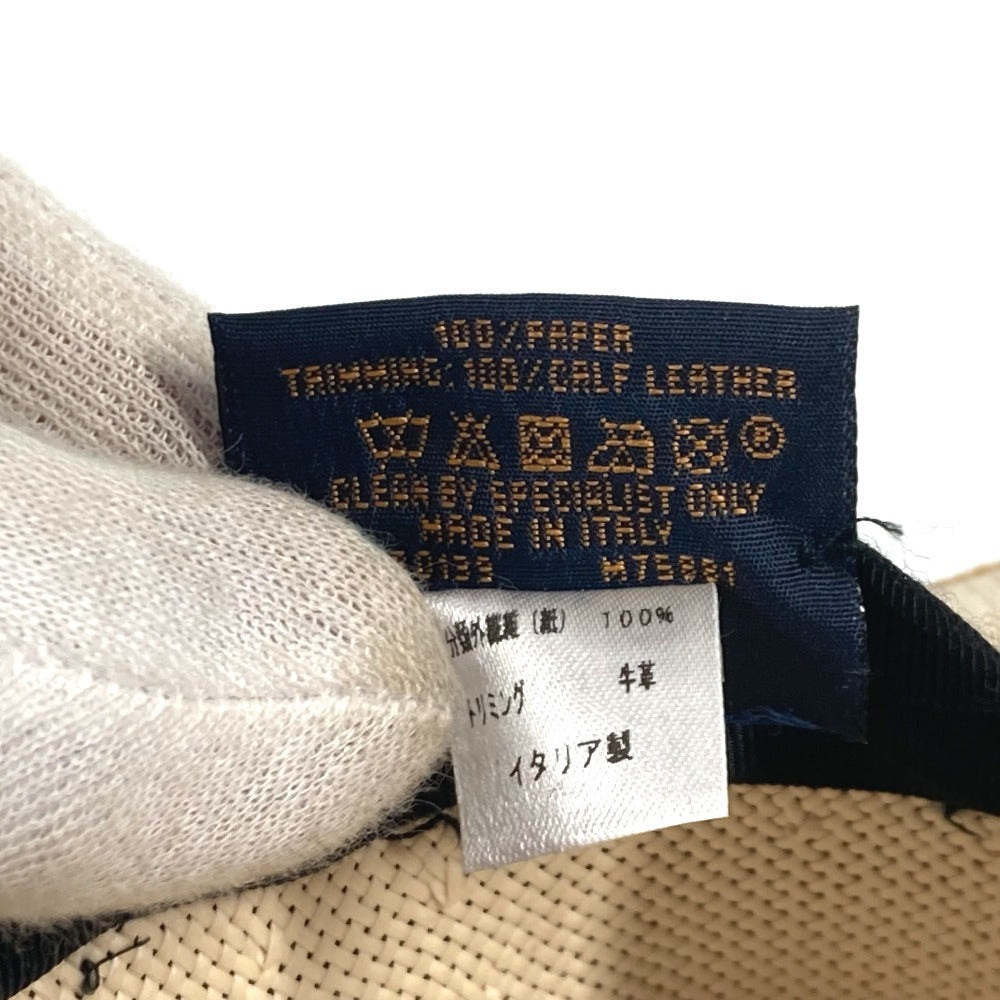 100%PAPER
TRIMMING: 100%CALF LEATHER
CLEAN BY SPECIALIST ONLY
MADE IN ITALY
分類外繊維(紙) 100%
トリミング 牛革
イタリア製